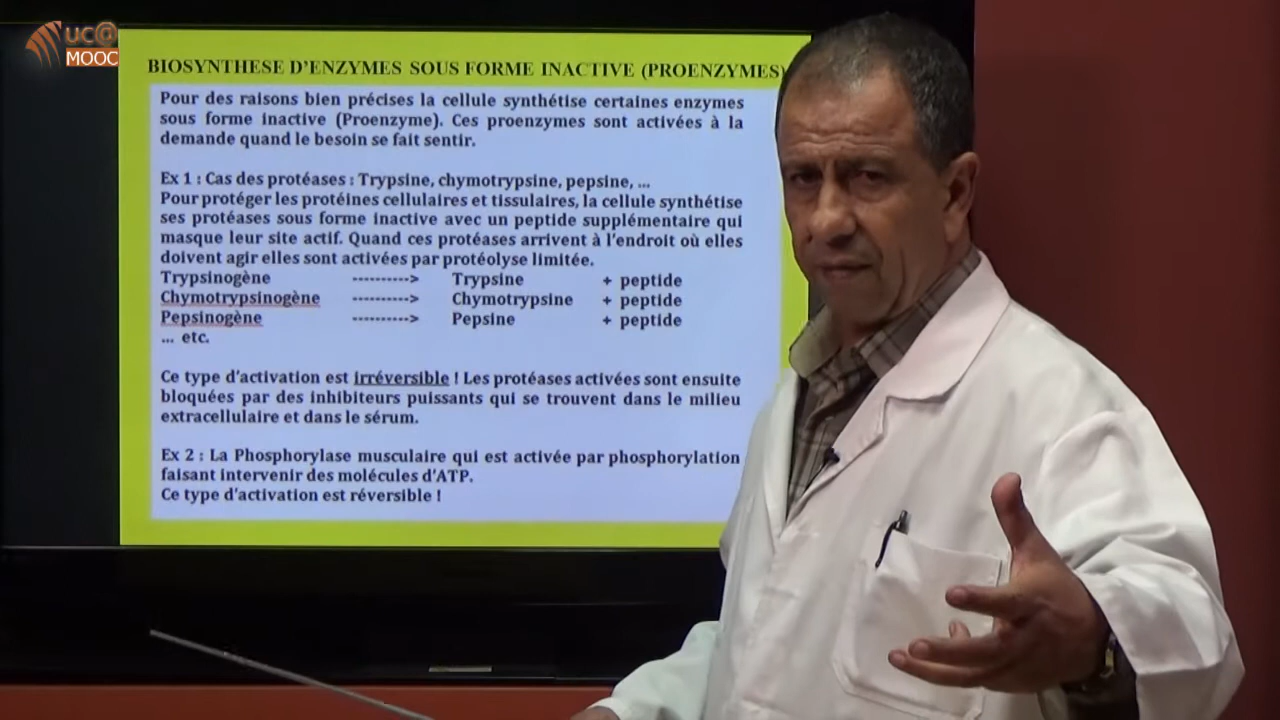 UC@
MOOC
BIOSYNTHESE D'ENZYMES SOUS FORME INACTIVE (PROENZYMES)
Pour des raisons bien précises la cellule synthétise certaines enzymes
sous forme inactive (Proenzyme). Ces proenzymes sont activées à la
demande quand le besoin se fait sentir.
Ex 1 : Cas des protéases : Trypsine, chymotrypsine, pepsine, ...
Pour protéger les protéines cellulaires et tissulaires, la cellule synthétise
ses protéases sous forme inactive avec un peptide supplémentaire qui
masque leur site actif. Quand ces protéases arrivent à l'endroit où elles
doivent agir elles sont activées par protéolyse limitée.
Trypsinogène ----------> Trypsine + peptide
Chymotrypsinogène ----------> Chymotrypsine + peptide
Pepsinogène ----------> Pepsine + peptide
... etc.
Ce type d'activation est irréversible ! Les protéases activées sont ensuite
bloquées par des inhibiteurs puissants qui se trouvent dans le milieu
extracellulaire et dans le sérum.
Ex 2 : La Phosphorylase musculaire qui est activée par phosphorylation
faisant intervenir des molécules d'ATP.
Ce type d'activation est réversible !